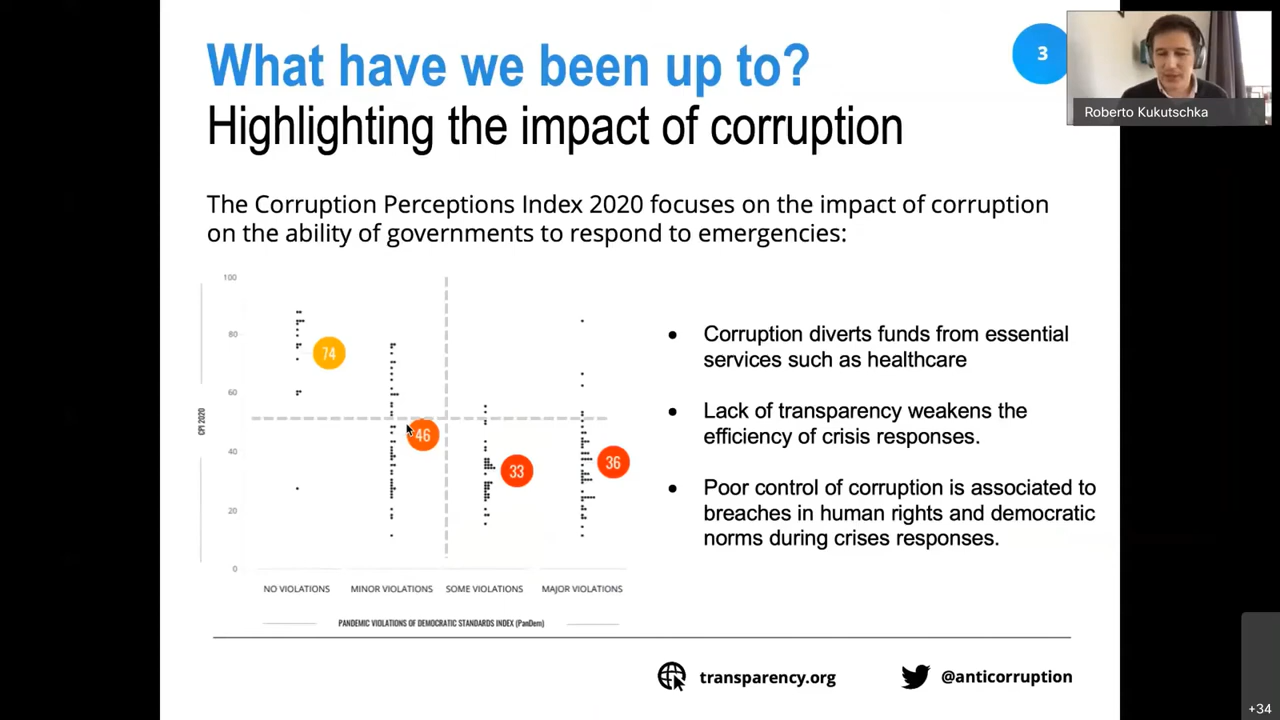 What have we been up to?
3
Highlighting the impact of corruption
Roberto Kukutschka
The Corruption Perceptions Index 2020 focuses on the impact of corruption
on the ability of governments to respond to emergencies:
100
80
60
40
20
0
CPI 2020
74
46
33
36
NO VIOLATIONS
MINOR VIOLATIONS
SOME VIOLATIONS
MAJOR VIOLATIONS
PANDEMIC VIOLATIONS OF DEMOCRATIC STANDARDS INDEX (PanDem)
• Corruption diverts funds from essential
services such as healthcare
• Lack of transparency weakens the
efficiency of crisis responses.
• Poor control of corruption is associated to
breaches in human rights and democratic
norms during crises responses.
transparency.org
@anticorruption
+34